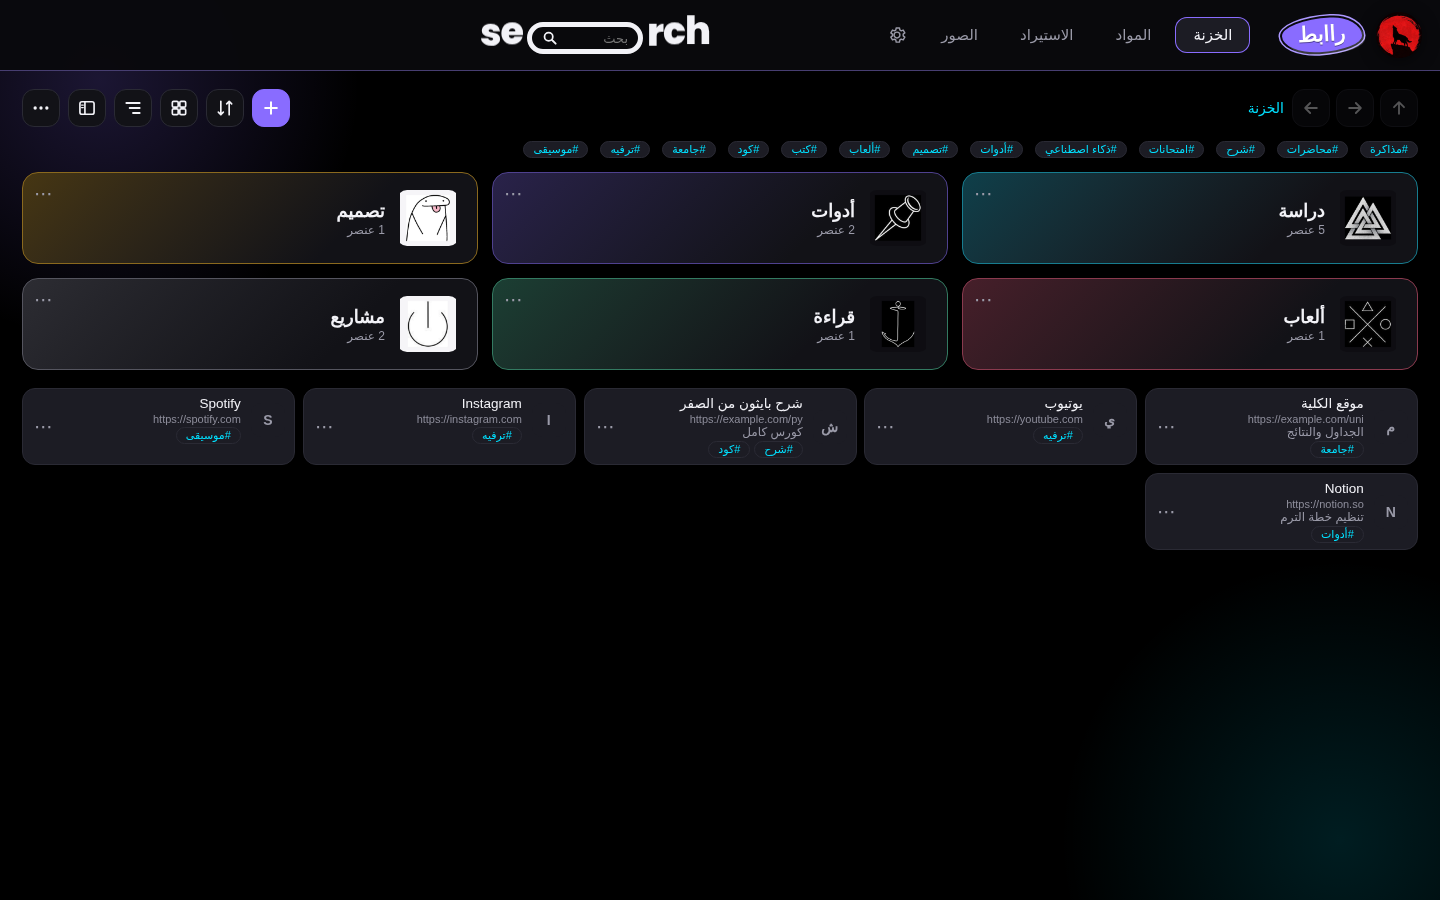 راابط
الخزنة
المواد
الاستيراد
الصور
se
بحث
rch
الخزنة
#مذاكرة
#محاضرات
#شرح
#امتحانات
#ذكاء اصطناعي
#أدوات
#تصميم
#ألعاب
#كتب
#كود
#جامعة
#ترفيه
#موسيقى
دراسة
5 عنصر
أدوات
2 عنصر
تصميم
1 عنصر
ألعاب
1 عنصر
قراءة
1 عنصر
مشاريع
2 عنصر
م
موقع الكلية
https://example.com/uni
الجداول والنتائج
#جامعة
ي
يوتيوب
https://youtube.com
#ترفيه
ش
شرح بايثون من الصفر
https://example.com/py
كورس كامل
#شرح #كود
I
Instagram
https://instagram.com
#ترفيه
S
Spotify
https://spotify.com
#موسيقى
N
Notion
https://notion.so
تنظيم خطة الترم
#أدوات